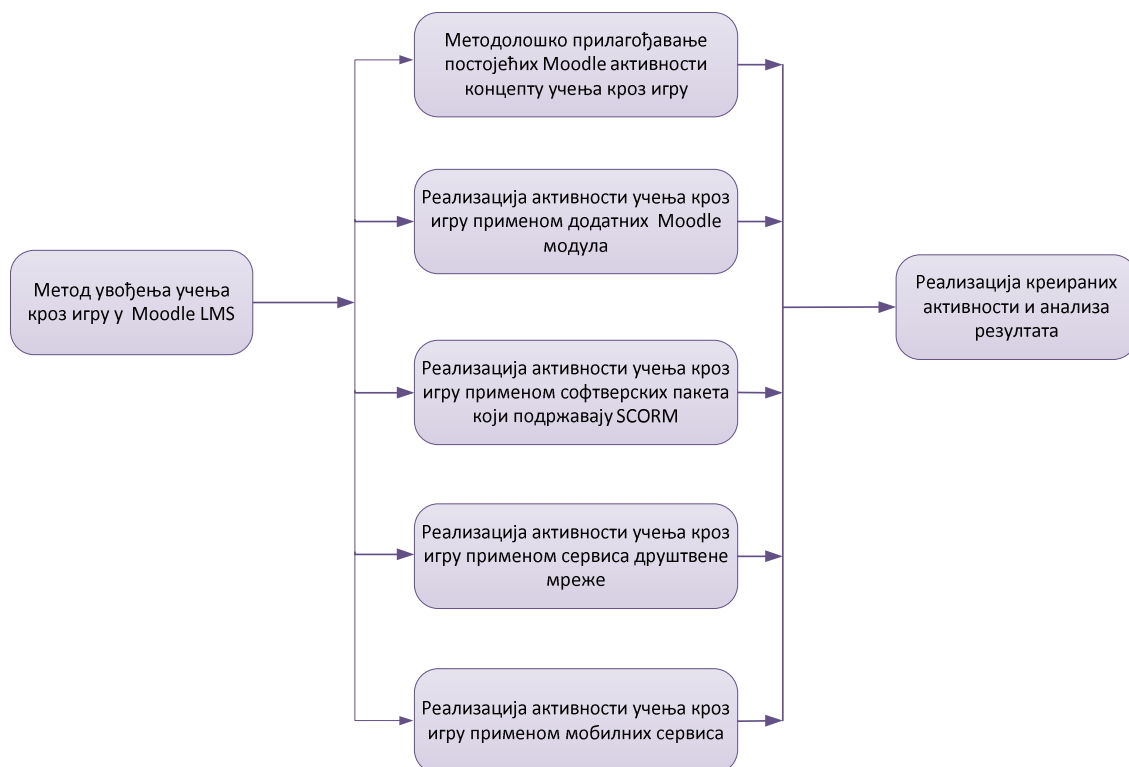 Методолошко прилагођавање
постојећих Moodle активности
концепту учења кроз игру
Реализација активности учења кроз
игру применом додатних Moodle
модула
Метод увођења учења
кроз игру у Moodle LMS
Реализација креираних
активности и анализа
резултата
Реализација активности учења кроз
игру применом софтверских пакета
који подржавају SCORM
Реализација активности учења кроз
игру применом сервиса друштвене
мреже
Реализација активности учења кроз
игру применом мобилних сервиса